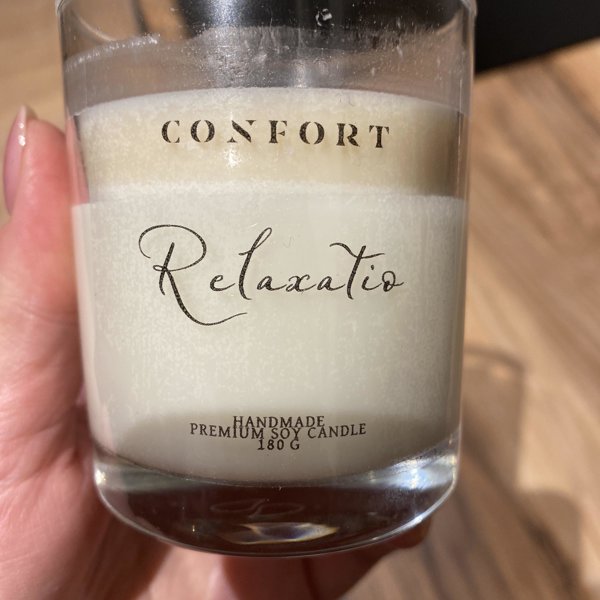 CONFORT
Relaxatio
HANDMADE
PREMIUM SOY CANDLE
180 G